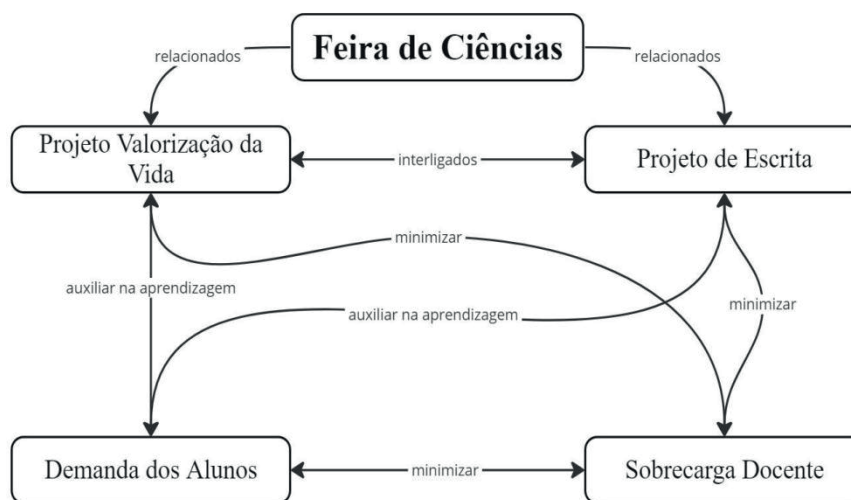 Feira de Ciências
relacionados
relacionados
Projeto Valorização da
Vida
interligados
Projeto de Escrita
minimizar
auxiliar na aprendizagem
auxiliar na aprendizagem
minimizar
Demanda dos Alunos
minimizar
Sobrecarga Docente